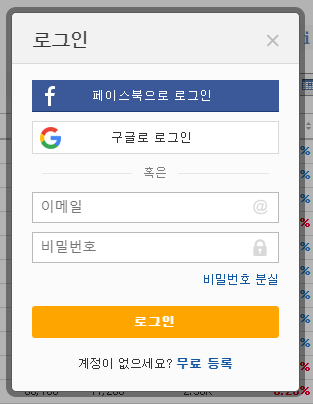 로그인
페이스북으로 로그인
구글로 로그인
혹은
이메일
@
비밀번호
비밀번호 분실
로그인
계정이 없으세요? 무료 등록